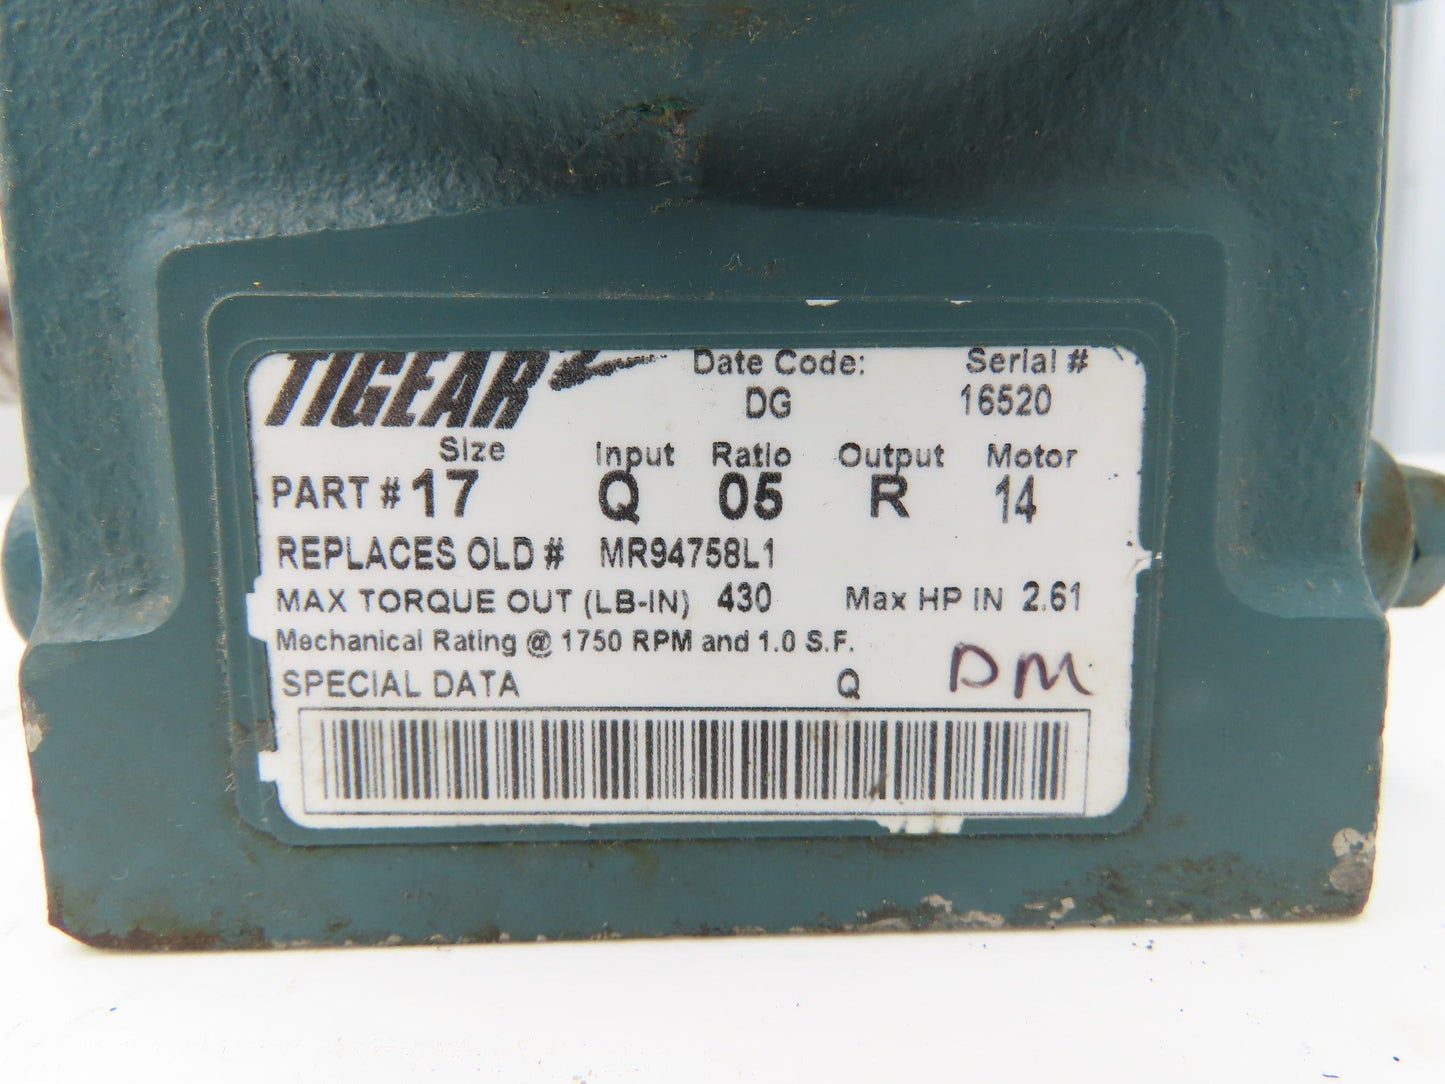 TIGEAR Date Code: Serial #
DG 16520
Size Input Ratio Output Motor
PART # 17 Q 05 R 14
REPLACES OLD # MR94758L1
MAX TORQUE OUT (LB-IN) 430 Max HP IN 2.61
Mechanical Rating @ 1750 RPM and 1.0 S.F.
SPECIAL DATA Q DM